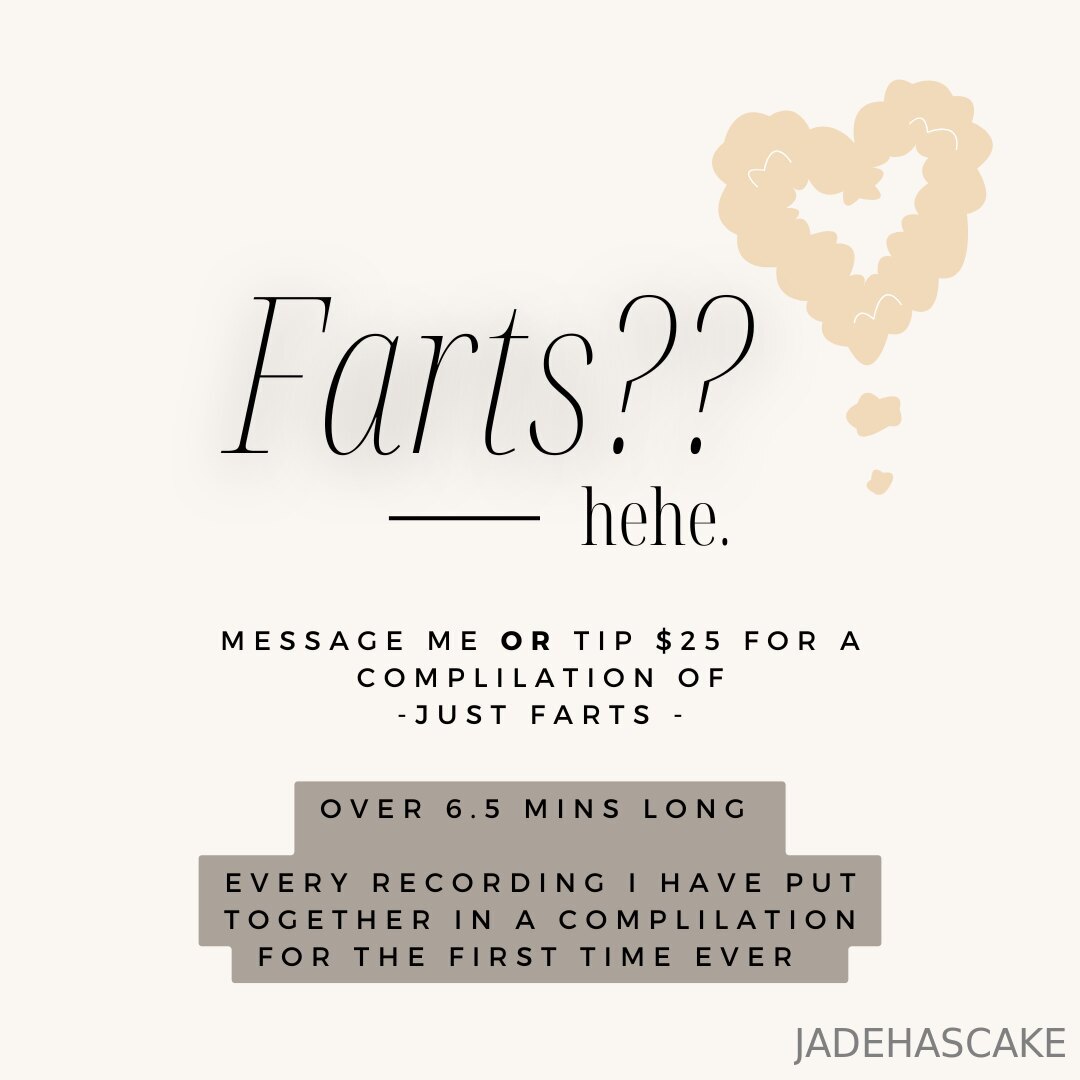 Farts??
hehe.
MESSAGE ME OR TIP $25 FOR A
COMPLILATION OF
-JUST FARTS -
OVER 6.5 MINS LONG
EVERY RECORDING I HAVE PUT
TOGETHER IN A COMPLILATION
FOR THE FIRST TIME EVER
JADEHASCAKE